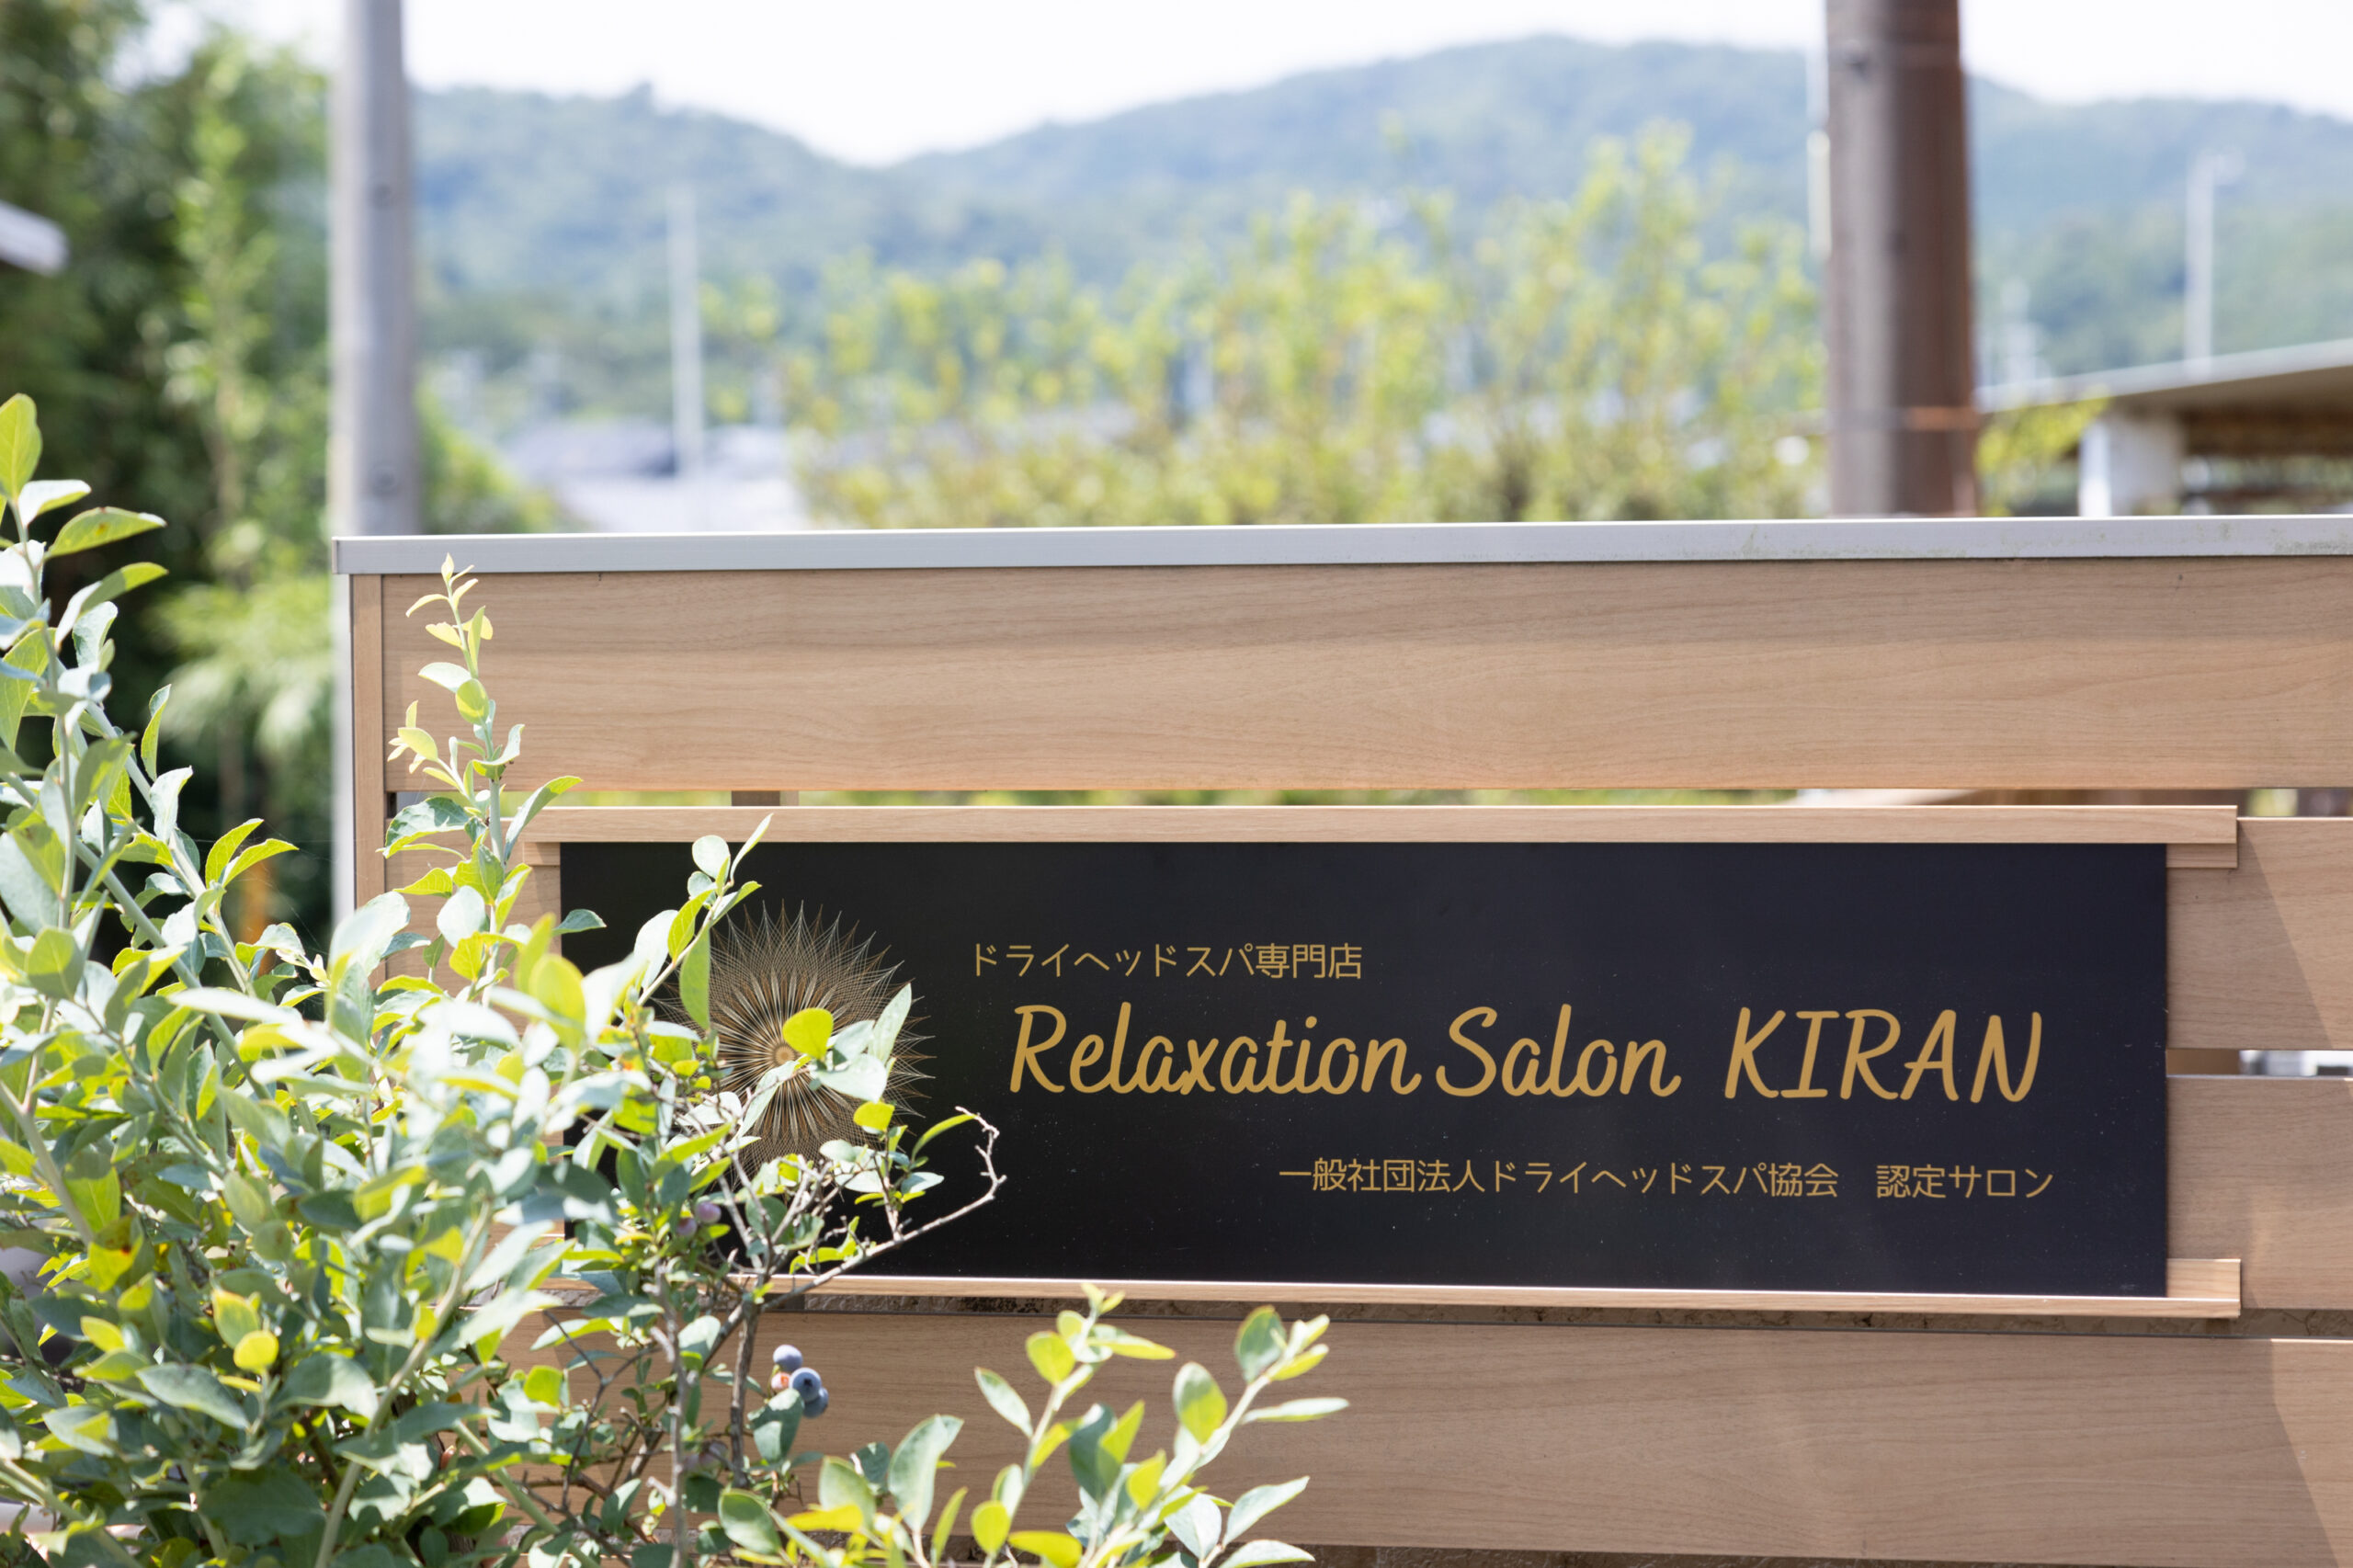 ドライヘッドスパ専門店
Relaxation Salon KIRAN
一般社団法人ドライヘッドスパ協会　認定サロン